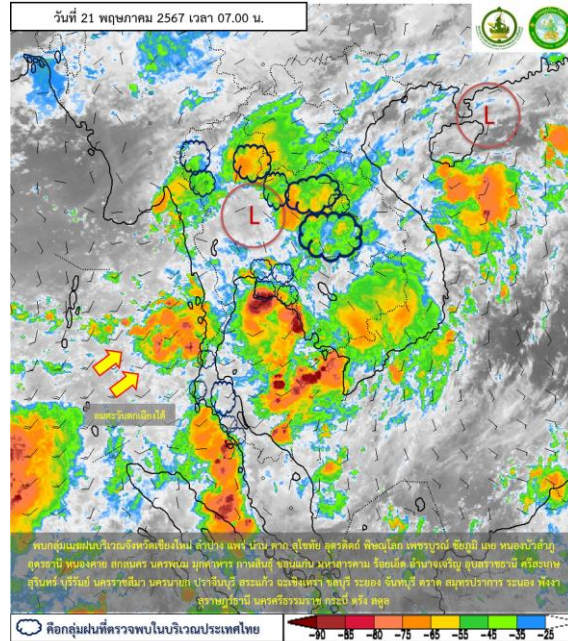 วันที่ 21 พฤษภาคม 2567 เวลา 07.00 น.
L
L
ลมตะวันตกเฉียงใต้
พบกลุ่มเมฆฝนบริเวณจังหวัดเชียงใหม่ ลำปาง แพร่ น่าน ตาก สุโขทัย อุตรดิตถ์ พิษณุโลก เพชรบูรณ์ ชัยภูมิ เลย หนองบัวลำภู
อุดรธานี หนองคาย สกลนคร นครพนม มุกดาหาร กาฬสินธุ์ ขอนแก่น มหาสารคาม ร้อยเอ็ด อำนาจเจริญ อุบลราชธานี ศรีสะเกษ
สุรินทร์ บุรีรัมย์ นครราชสีมา นครนายก ปราจีนบุรี สระแก้ว ฉะเชิงเทรา ชลบุรี ระยอง จันทบุรี ตราด สมุทรปราการ ระนอง พังงา
สุราษฎร์ธานี นครศรีธรรมราช กระบี่ ตรัง สตูล
คือกลุ่มฝนที่ตรวจพบในบริเวณประเทศไทย
-90 -85 -80 -75 -65 -55 -45 35 25